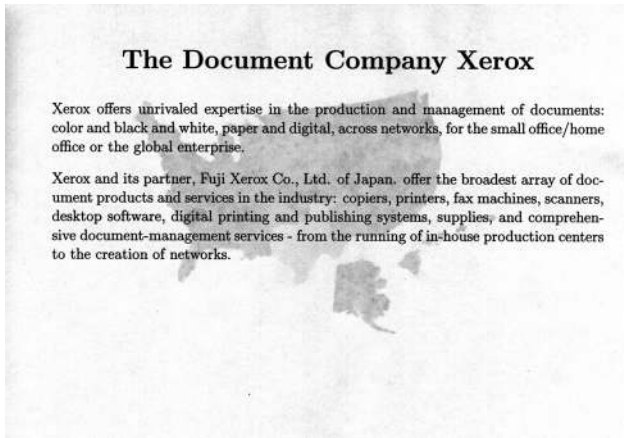 The Document Company Xerox
Xerox offers unrivaled expertise in the production and management of documents:
color and black and white, paper and digital, across networks, for the small office/home
office or the global enterprise.
Xerox and its partner, Fuji Xerox Co., Ltd. of Japan. offer the broadest array of doc-
ument products and services in the industry: copiers, printers, fax machines, scanners,
desktop software, digital printing and publishing systems, supplies, and comprehen-
sive document-management services - from the running of in-house production centers
to the creation of networks.